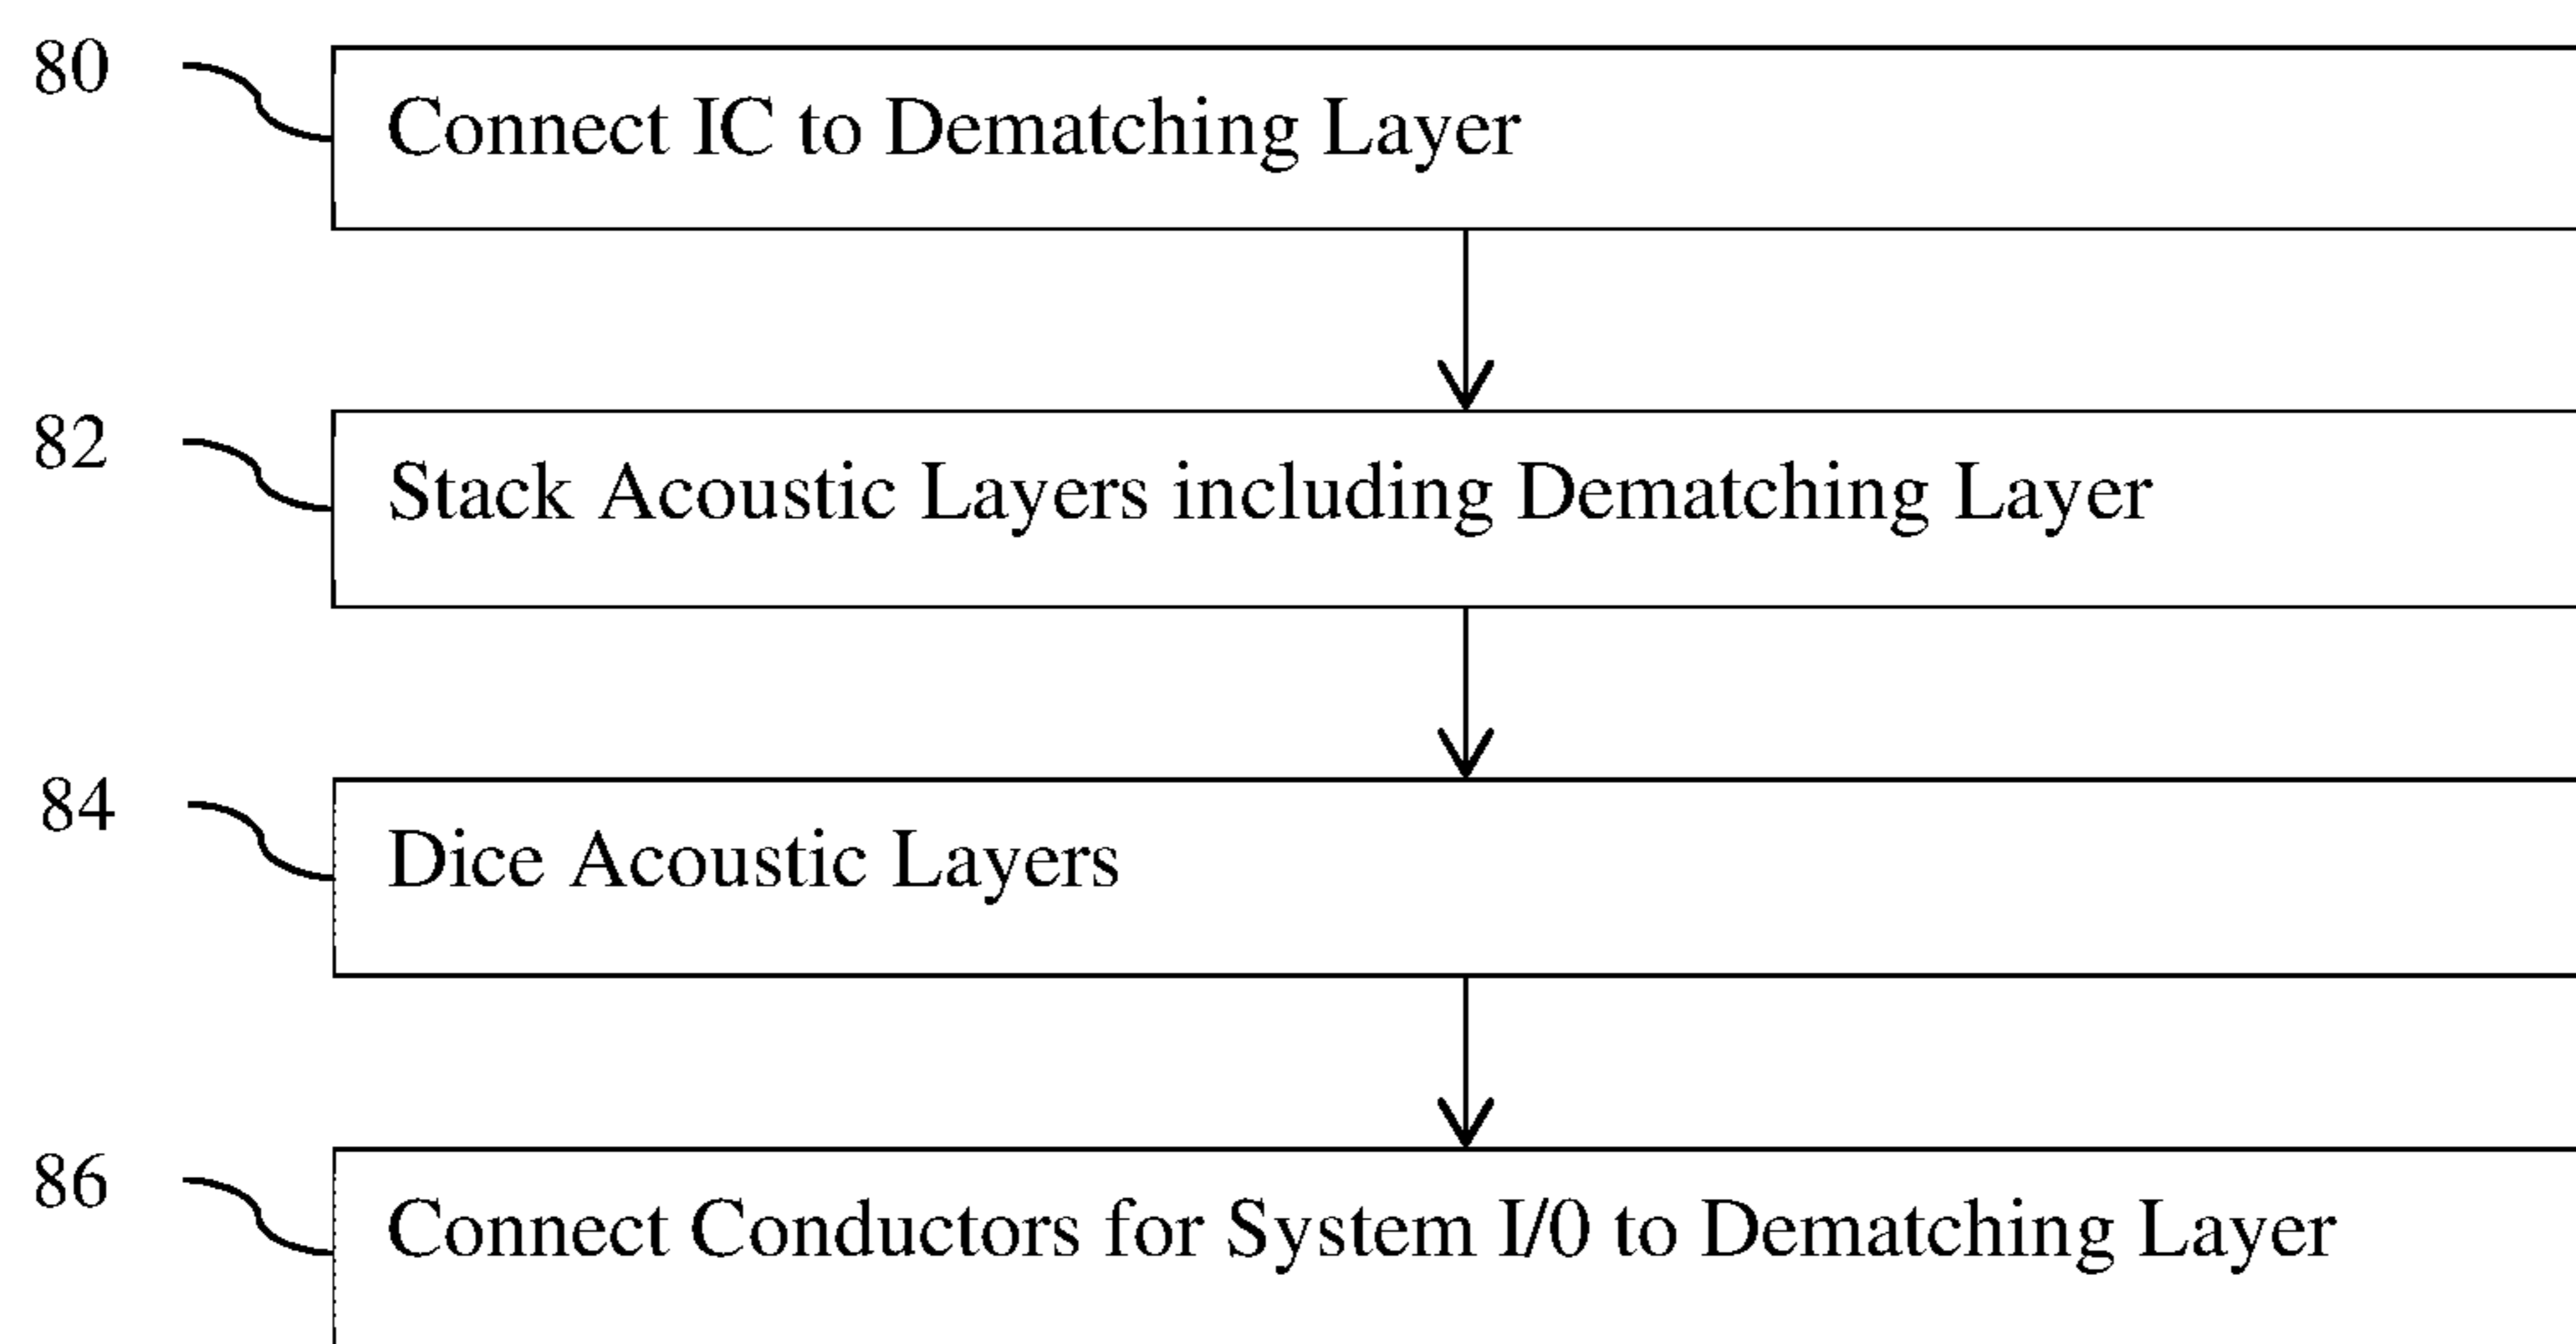 80
Connect IC to Dematching Layer
82
Stack Acoustic Layers including Dematching Layer
84
Dice Acoustic Layers
86
Connect Conductors for System I/0 to Dematching Layer